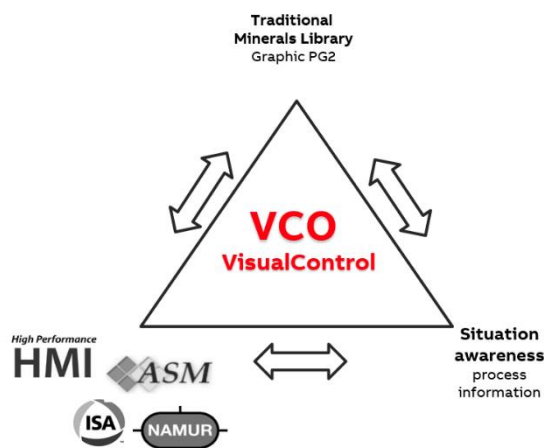 Traditional
Minerals Library
Graphic PG2
VCO
VisualControl
High Performance
HMI
ASM
ISA
NAMUR
Situation
awareness
process
information